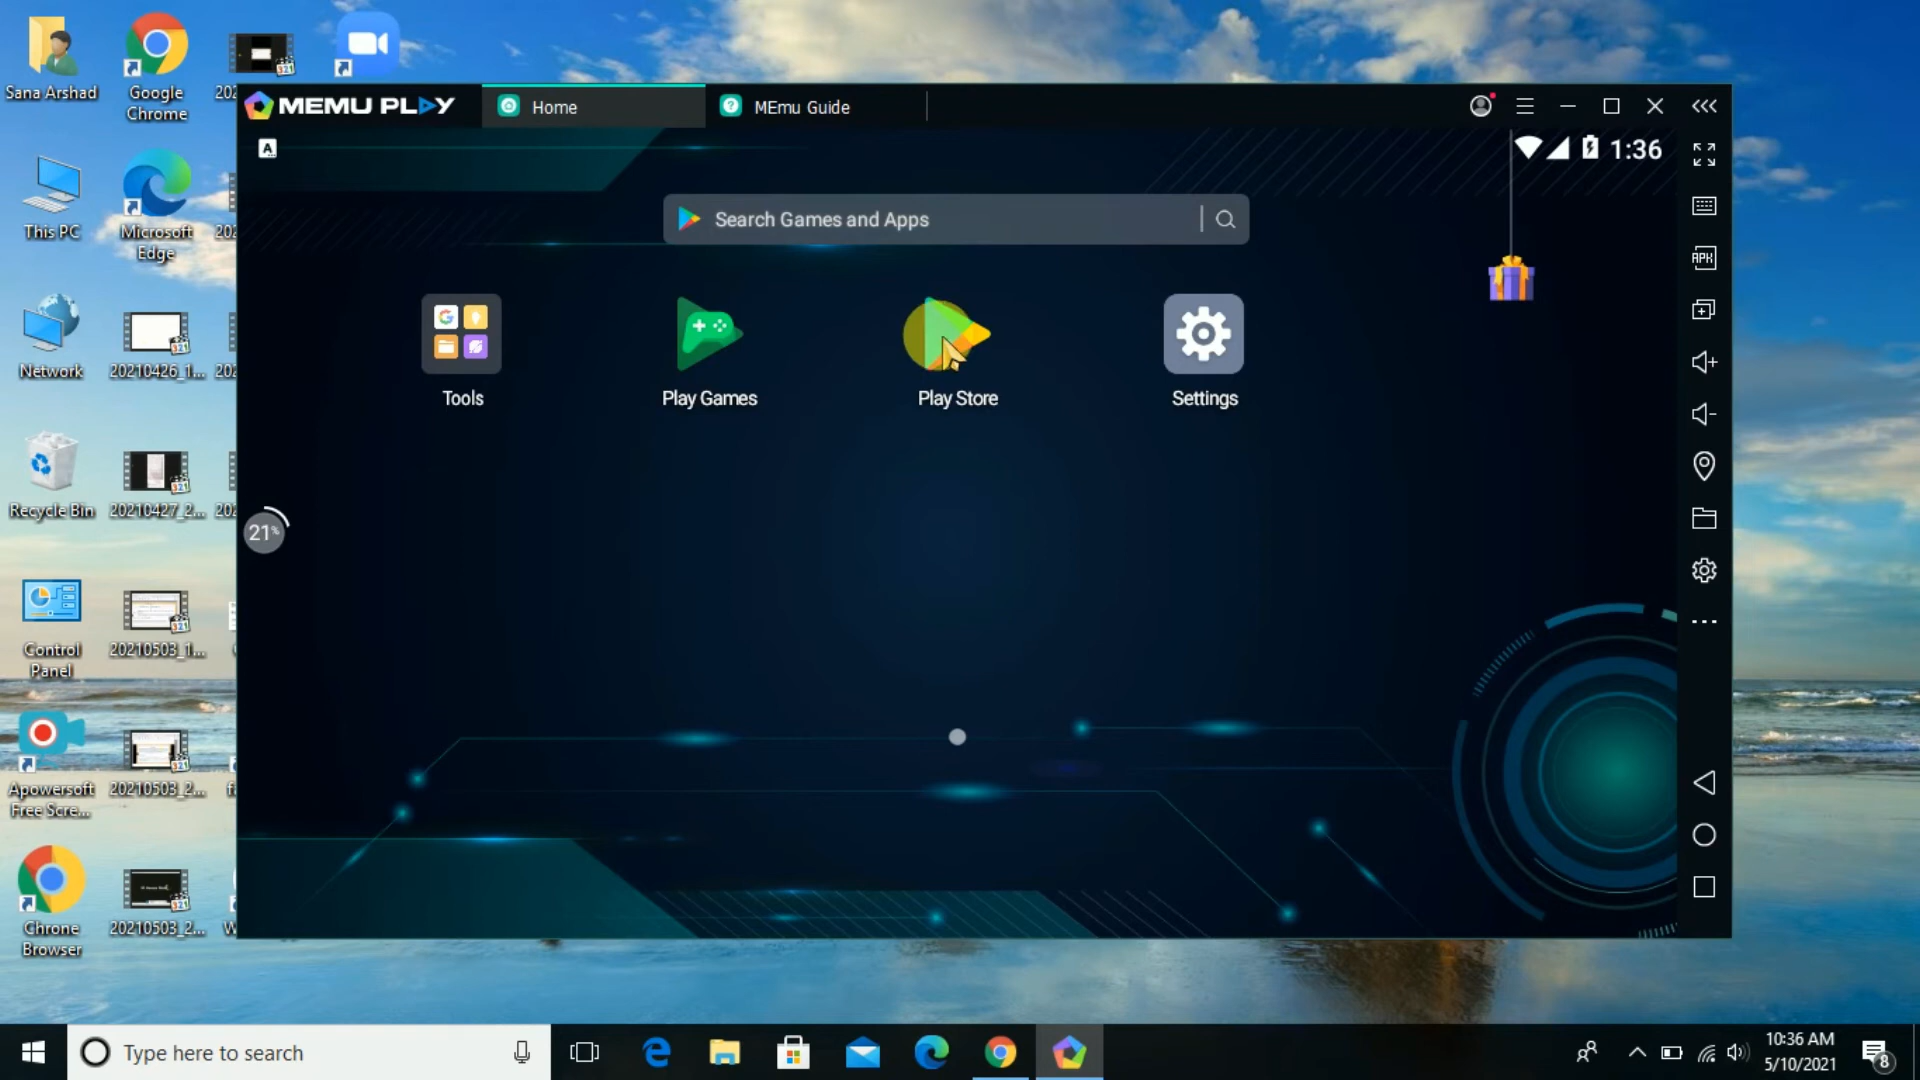 Sana Arshad
Google
Chrome
This PC
Microsoft
Edge
Network
20210426_1...
Recycle Bin
20210427_2...
Control
Panel
20210503_1...
Apowersoft
Free Scre...
20210503_2...
Chrone
Browser
20210503_2...
MEMU PLAY
Home
MEmu Guide
A
1:36
Search Games and Apps
APK
Tools
Play Games
Play Store
Settings
21%
Type here to search
10:36 AM
5/10/2021
8